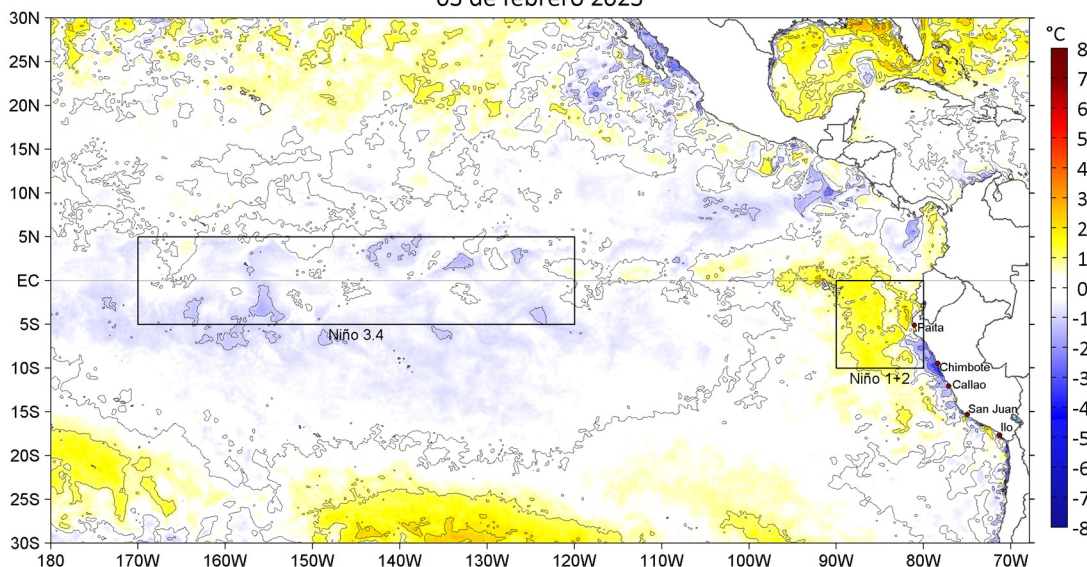 05 de febrero 2025
30N
25N
20N
15N
10N
5N
EC
5S
10S
15S
20S
25S
30S
180
170W
160W
150W
140W
130W
120W
110W
100W
90W
80W
70W
Niño 3.4
Niño 1+2
Paita
Chimbote
Callao
San Juan
Ilo
°C
8
7
6
5
4
3
2
1
0
-1
-2
-3
-4
-5
-6
-7
-8